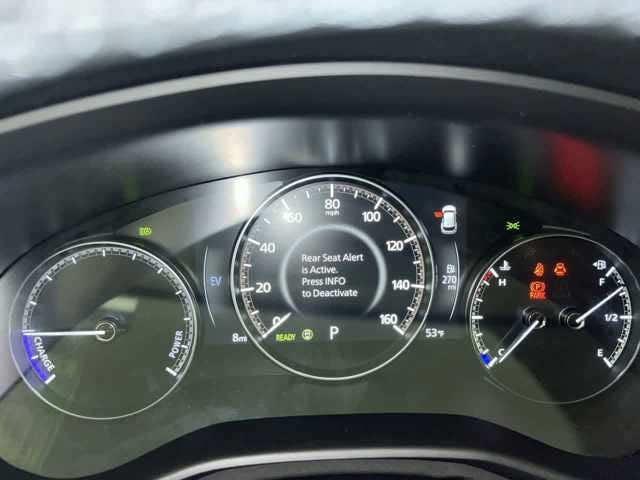 80
mph
60
100
40
120
20
140
0
160
Rear Seat Alert
is Active.
Press INFO
to Deactivate
EV
270
m
8mi
READY
P
53°F
CHARGE
POWER
H
C
F
1/2
E
(P)
PARK